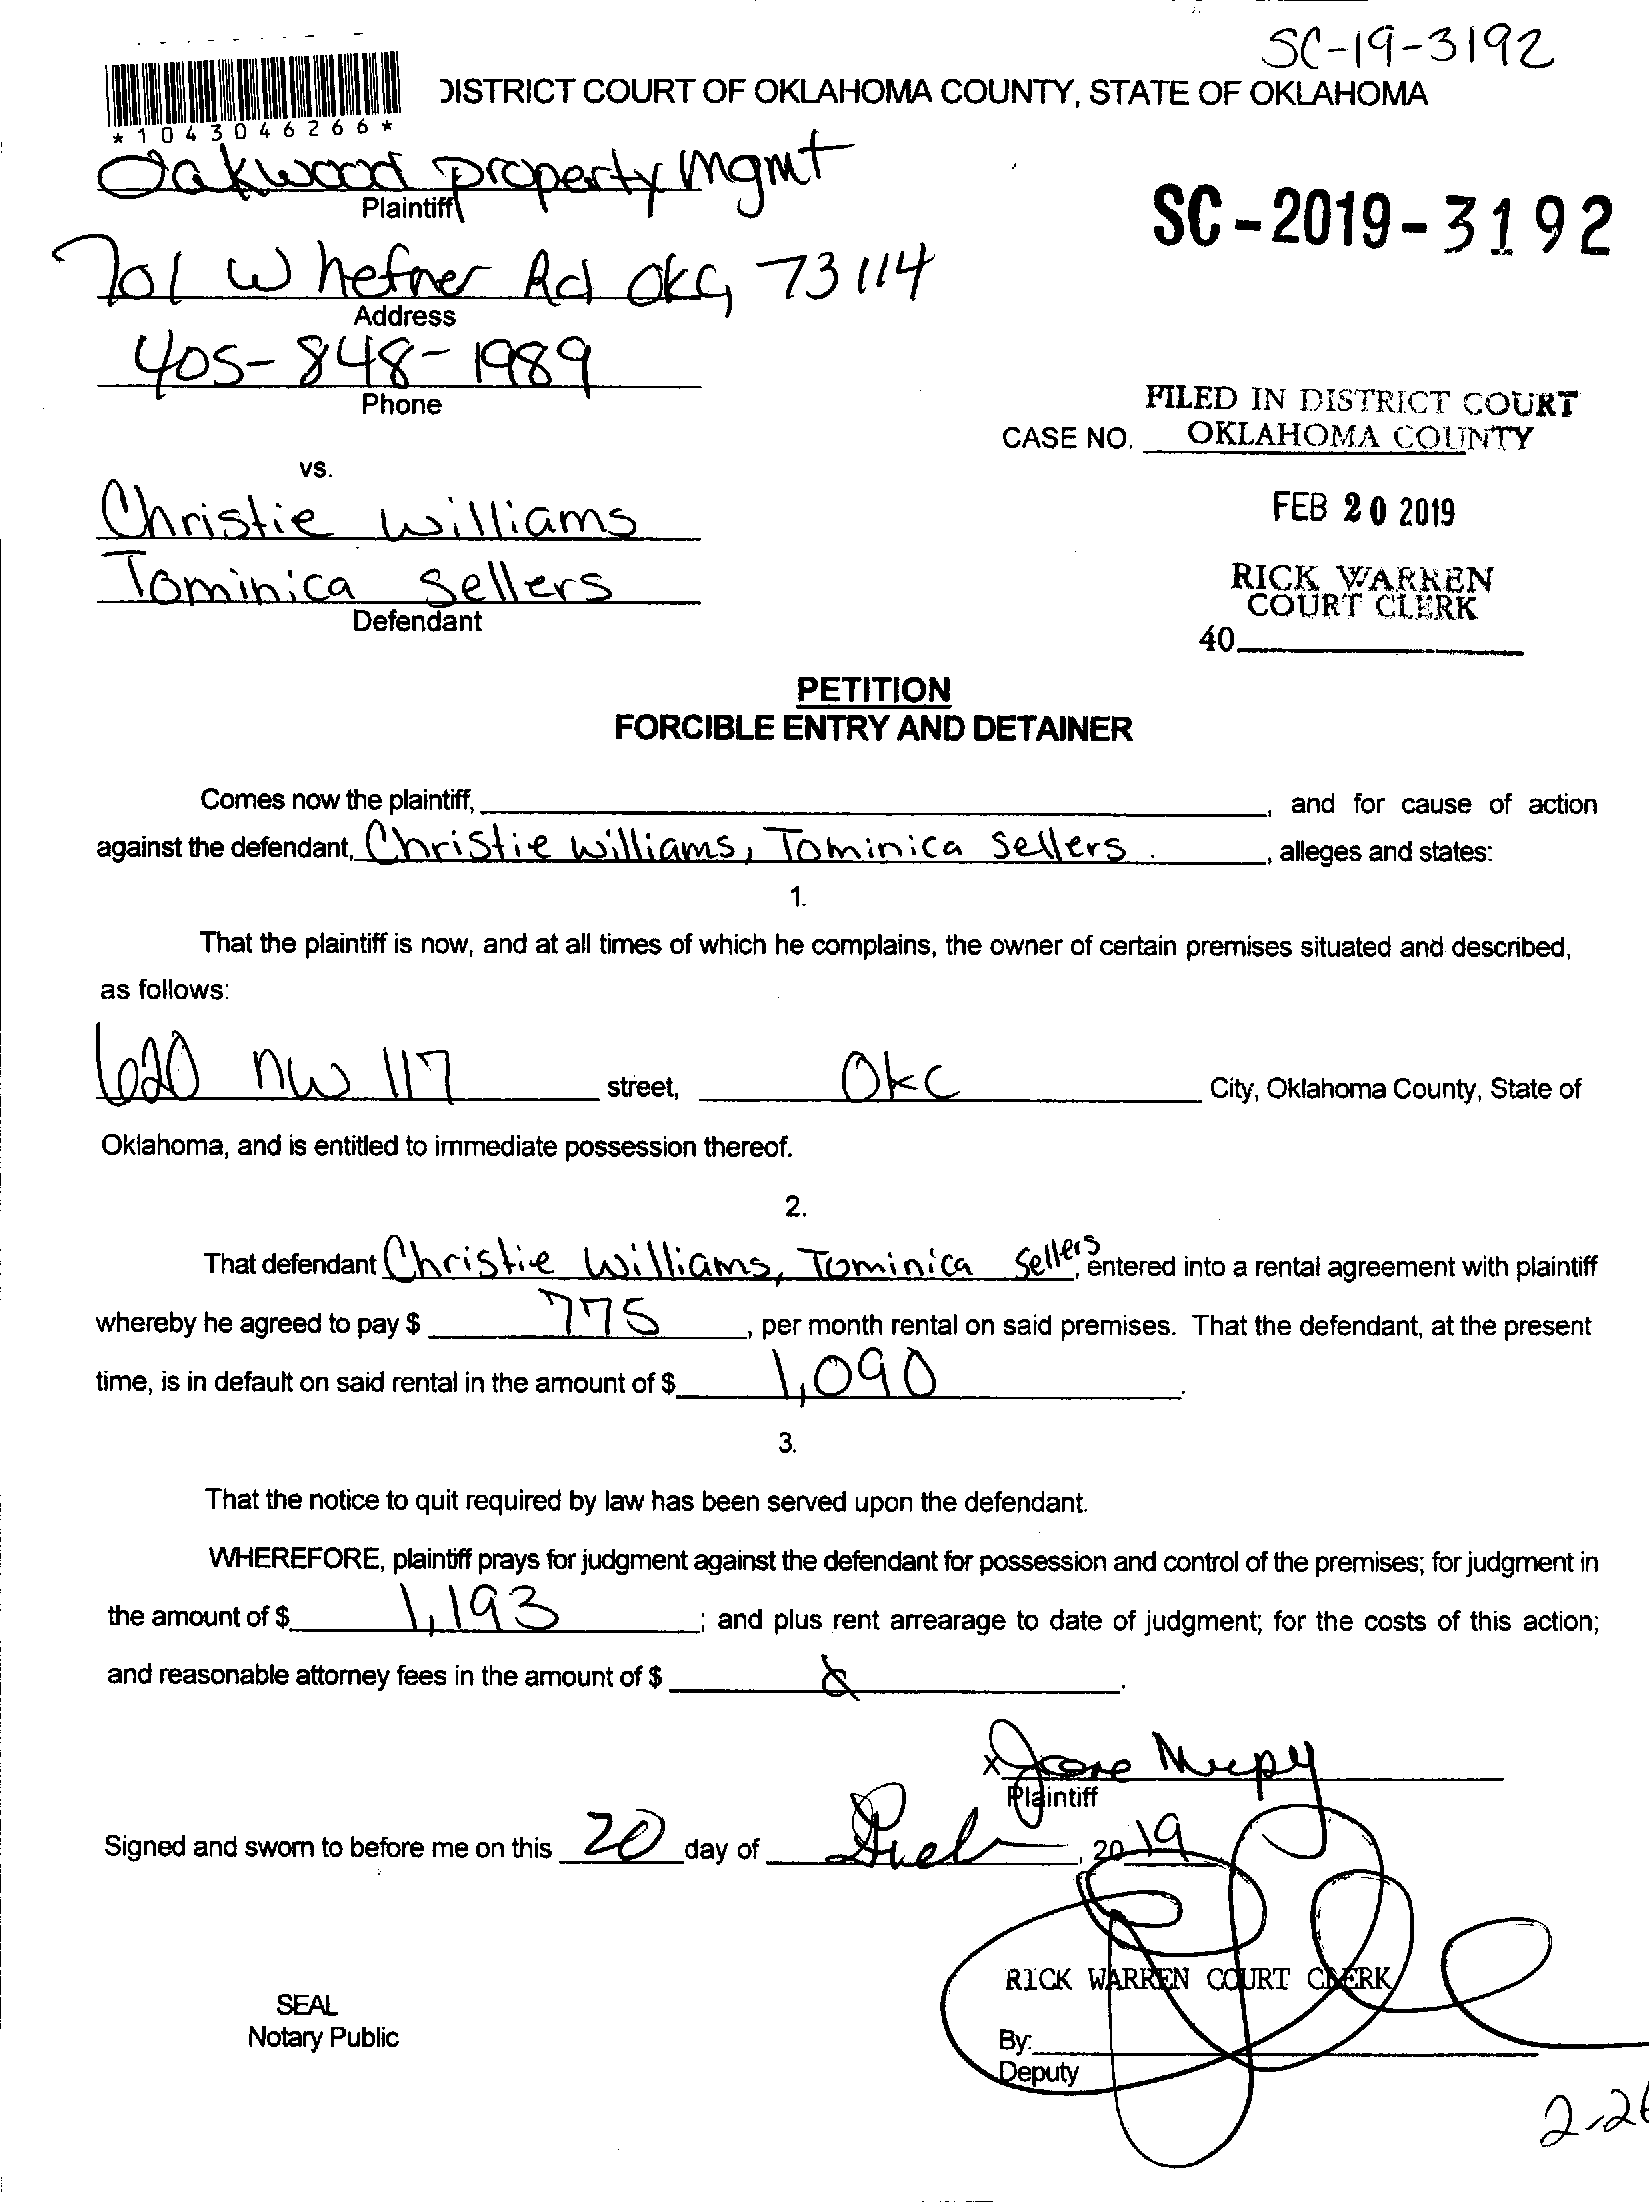 SC-19-3192
DISTRICT COURT OF OKLAHOMA COUNTY, STATE OF OKLAHOMA
*1043046266*
Oakwood property mgmt
Plaintiff
SC-2019-3192
701 W hefner Rd OKC, 73114
Address
405-848-1989
Phone
FILED IN DISTRICT COURT
CASE NO. OKLAHOMA COUNTY
vs.
Christie Williams
FEB 20 2019
Tominica Sellers
Defendant
RICK WARREN
COURT CLERK
40
PETITION
FORCIBLE ENTRY AND DETAINER
Comes now the plaintiff, , and for cause of action
against the defendant, Christie Williams, Tominica Sellers , alleges and states:
1.
That the plaintiff is now, and at all times of which he complains, the owner of certain premises situated and described,
as follows:
620 NW 117 street, OKC City, Oklahoma County, State of
Oklahoma, and is entitled to immediate possession thereof.
2.
That defendant Christie Williams, Tominica Sellers, entered into a rental agreement with plaintiff
whereby he agreed to pay $ 775 , per month rental on said premises. That the defendant, at the present
time, is in default on said rental in the amount of $ 1,090 .
3.
That the notice to quit required by law has been served upon the defendant.
WHEREFORE, plaintiff prays for judgment against the defendant for possession and control of the premises; for judgment in
the amount of $ 1,193 ; and plus rent arrearage to date of judgment; for the costs of this action;
and reasonable attorney fees in the amount of $ .
x
Plaintiff
Signed and sworn to before me on this 20 day of , 2019
RICK WARREN COURT CLERK
SEAL
Notary Public
By:
Deputy